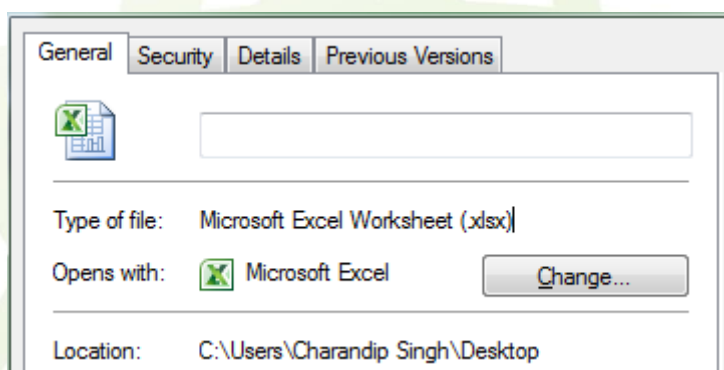 General Security Details Previous Versions
Type of file: Microsoft Excel Worksheet (.xlsx)
Opens with: Microsoft Excel Change...
Location: C:\Users\Charandip Singh\Desktop